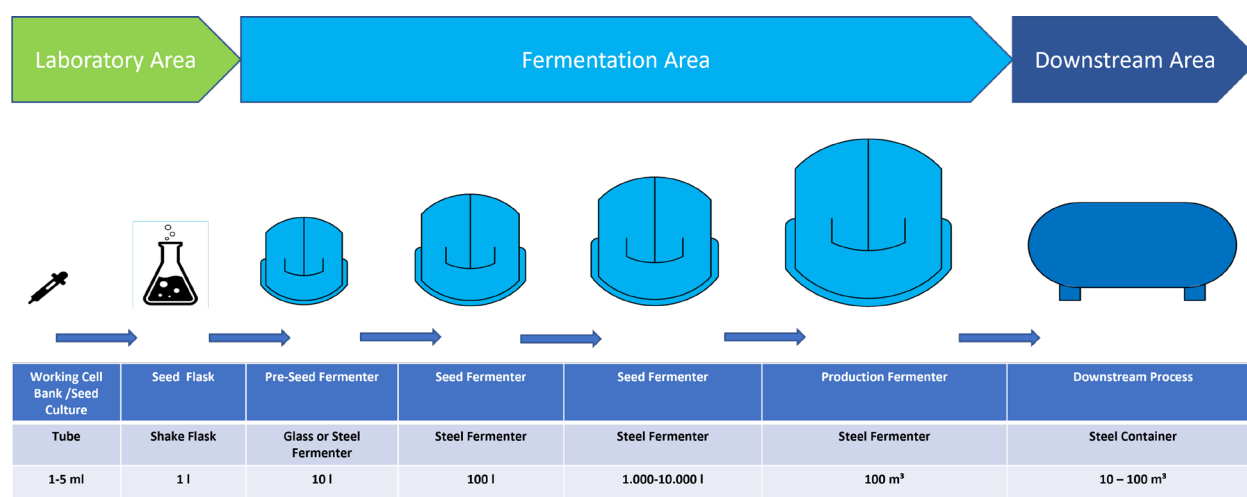 Laboratory Area
Fermentation Area
Downstream Area
Working Cell
Bank /Seed
Culture
Seed Flask
Pre-Seed Fermenter
Seed Fermenter
Seed Fermenter
Production Fermenter
Downstream Process
Tube
Shake Flask
Glass or Steel
Fermenter
Steel Fermenter
Steel Fermenter
Steel Fermenter
Steel Container
1-5 ml
1 l
10 l
100 l
1.000-10.000 l
100 m³
10 – 100 m³